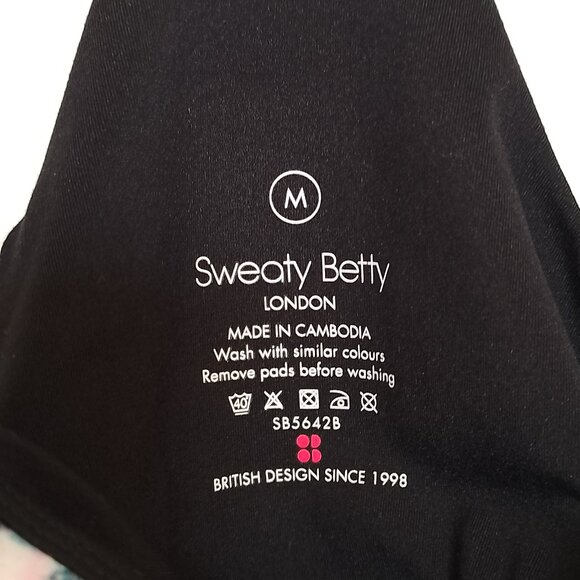 M
Sweaty Betty
LONDON
MADE IN CAMBODIA
Wash with similar colours
Remove pads before washing
40
SB5642B
BRITISH DESIGN SINCE 1998